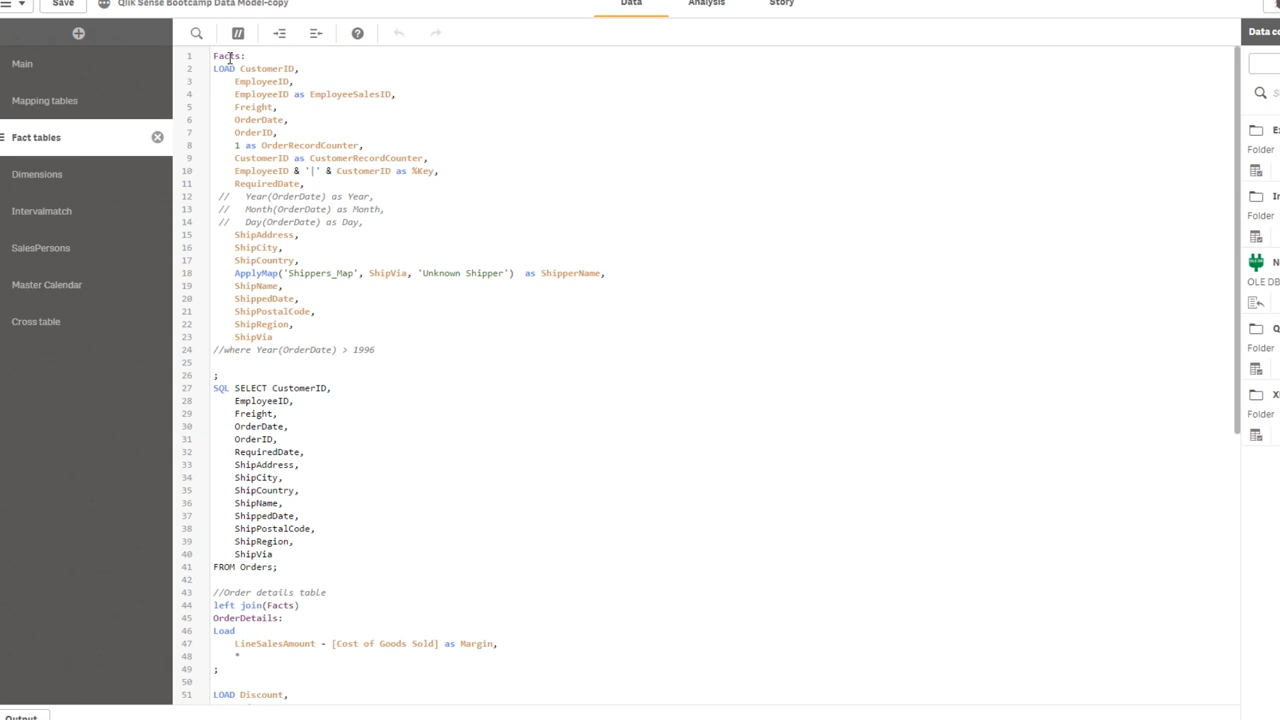 Save
Qlik Sense Bootcamp Data Model-copy
Data
Analysis
Story
Main
Mapping tables
Fact tables
Dimensions
Intervalmatch
SalesPersons
Master Calendar
Cross table
1 Facts:
2 LOAD CustomerID,
3 EmployeeID,
4 EmployeeID as EmployeeSalesID,
5 Freight,
6 OrderDate,
7 OrderID,
8 1 as OrderRecordCounter,
9 CustomerID as CustomerRecordCounter,
10 EmployeeID & '|' & CustomerID as %Key,
11 RequiredDate,
12 // Year(OrderDate) as Year,
13 // Month(OrderDate) as Month,
14 // Day(OrderDate) as Day,
15 ShipAddress,
16 ShipCity,
17 ShipCountry,
18 ApplyMap('Shippers_Map', ShipVia, 'Unknown Shipper') as ShipperName,
19 ShipName,
20 ShippedDate,
21 ShipPostalCode,
22 ShipRegion,
23 ShipVia
24 //where Year(OrderDate) > 1996
25
26 ;
27 SQL SELECT CustomerID,
28 EmployeeID,
29 Freight,
30 OrderDate,
31 OrderID,
32 RequiredDate,
33 ShipAddress,
34 ShipCity,
35 ShipCountry,
36 ShipName,
37 ShippedDate,
38 ShipPostalCode,
39 ShipRegion,
40 ShipVia
41 FROM Orders;
42
43 //Order details table
44 left join(Facts)
45 OrderDetails:
46 Load
47 LineSalesAmount - [Cost of Goods Sold] as Margin,
48 *
49 ;
50
51 LOAD Discount,
Data co
Folder
Folder
OLE DB
Folder
Folder
Output